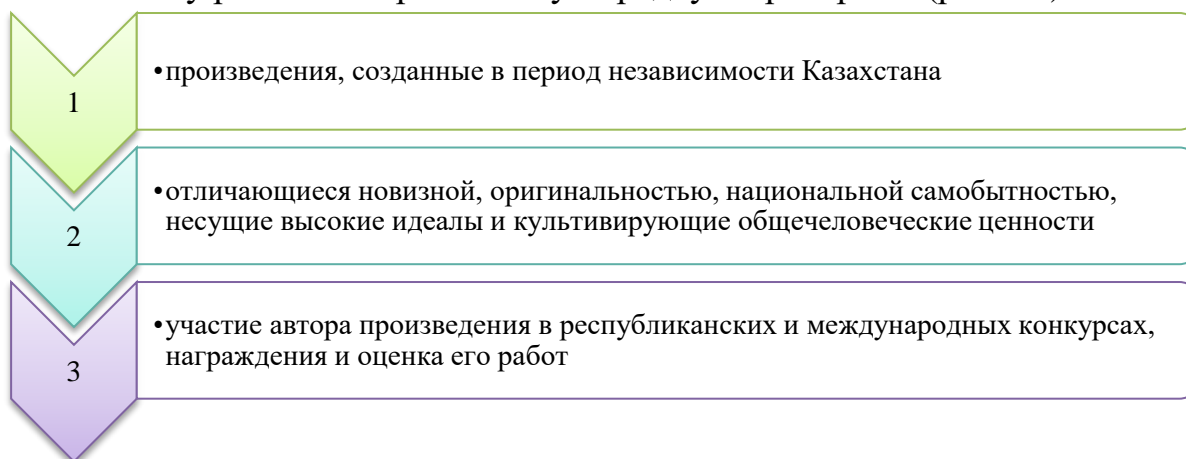 1
•произведения, созданные в период независимости Казахстана
2
•отличающиеся новизной, оригинальностью, национальной самобытностью,
несущие высокие идеалы и культивирующие общечеловеческие ценности
3
•участие автора произведения в республиканских и международных конкурсах,
награждения и оценка его работ